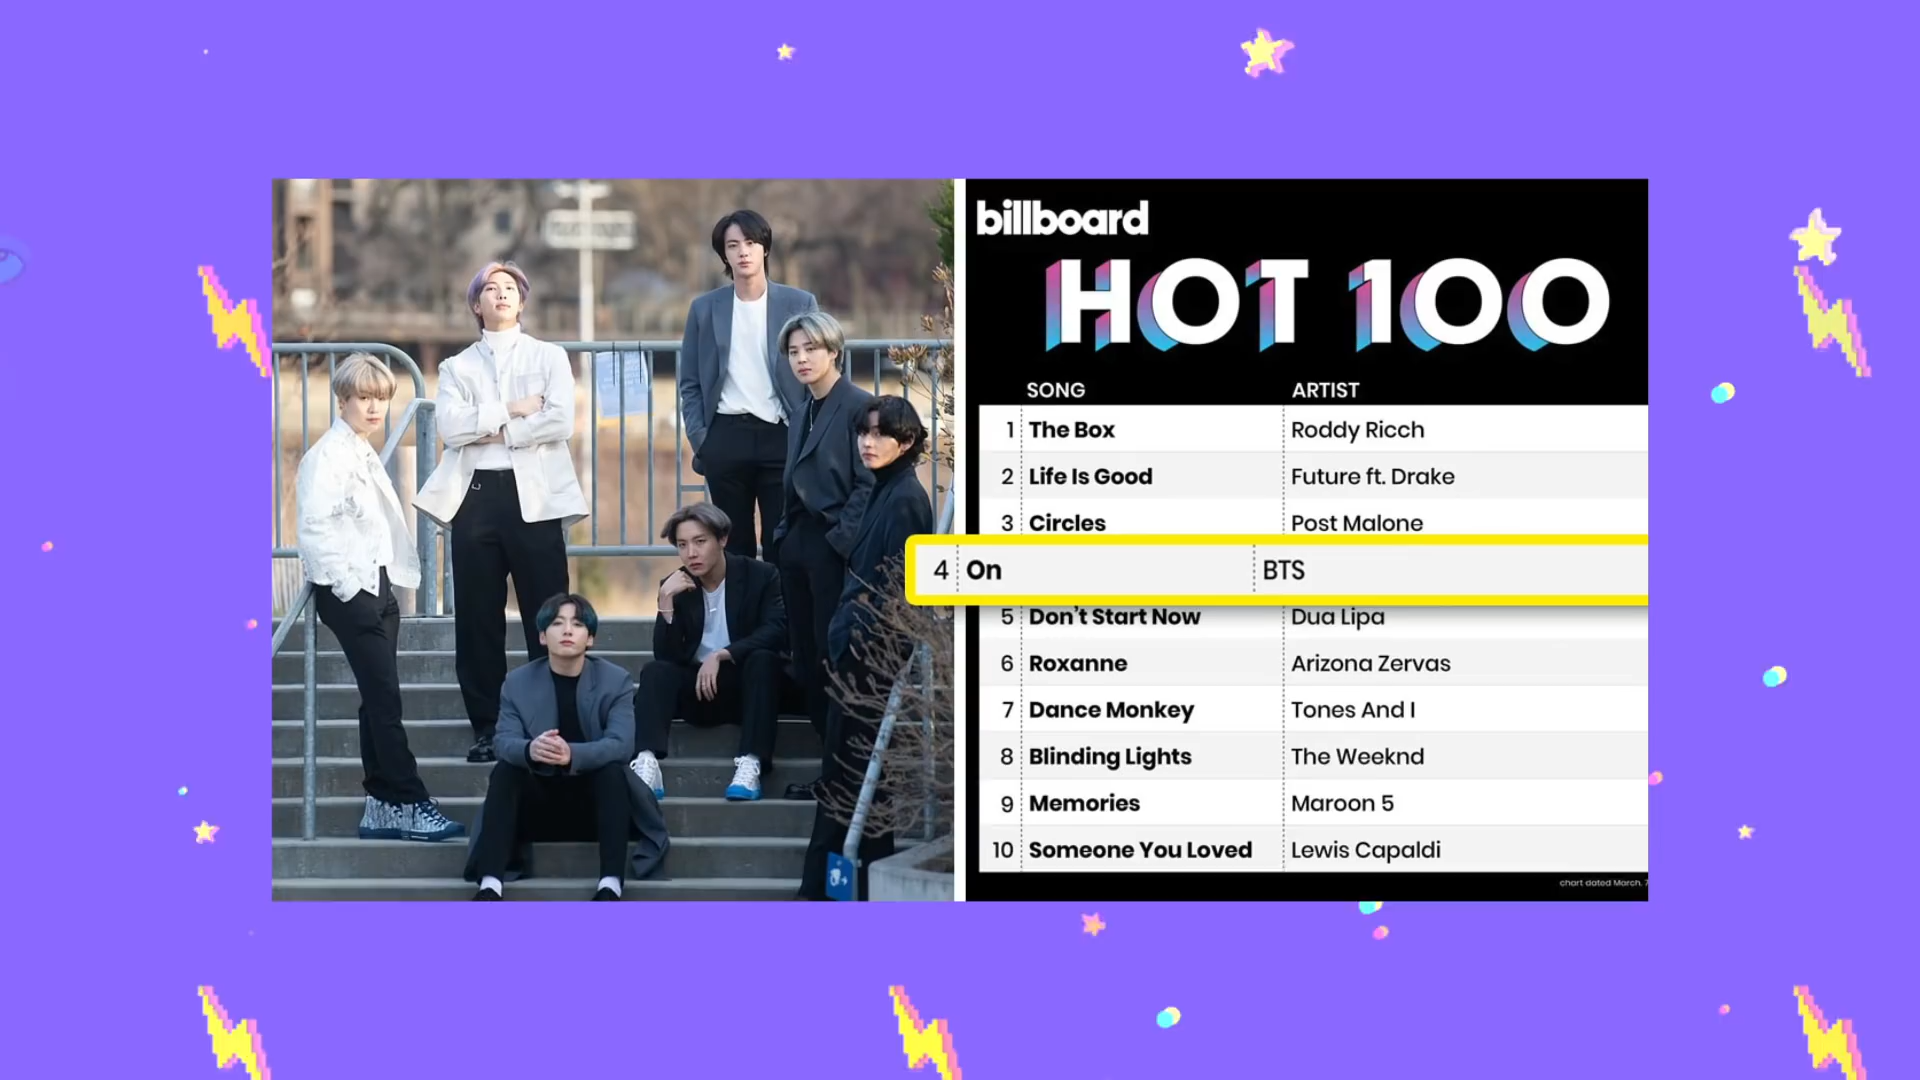 billboard
HOT 100
SONG ARTIST
1 The Box Roddy Ricch
2 Life Is Good Future ft. Drake
3 Circles Post Malone
4 On BTS
5 Don't Start Now Dua Lipa
6 Roxanne Arizona Zervas
7 Dance Monkey Tones And I
8 Blinding Lights The Weeknd
9 Memories Maroon 5
10 Someone You Loved Lewis Capaldi
chart dated March. 7